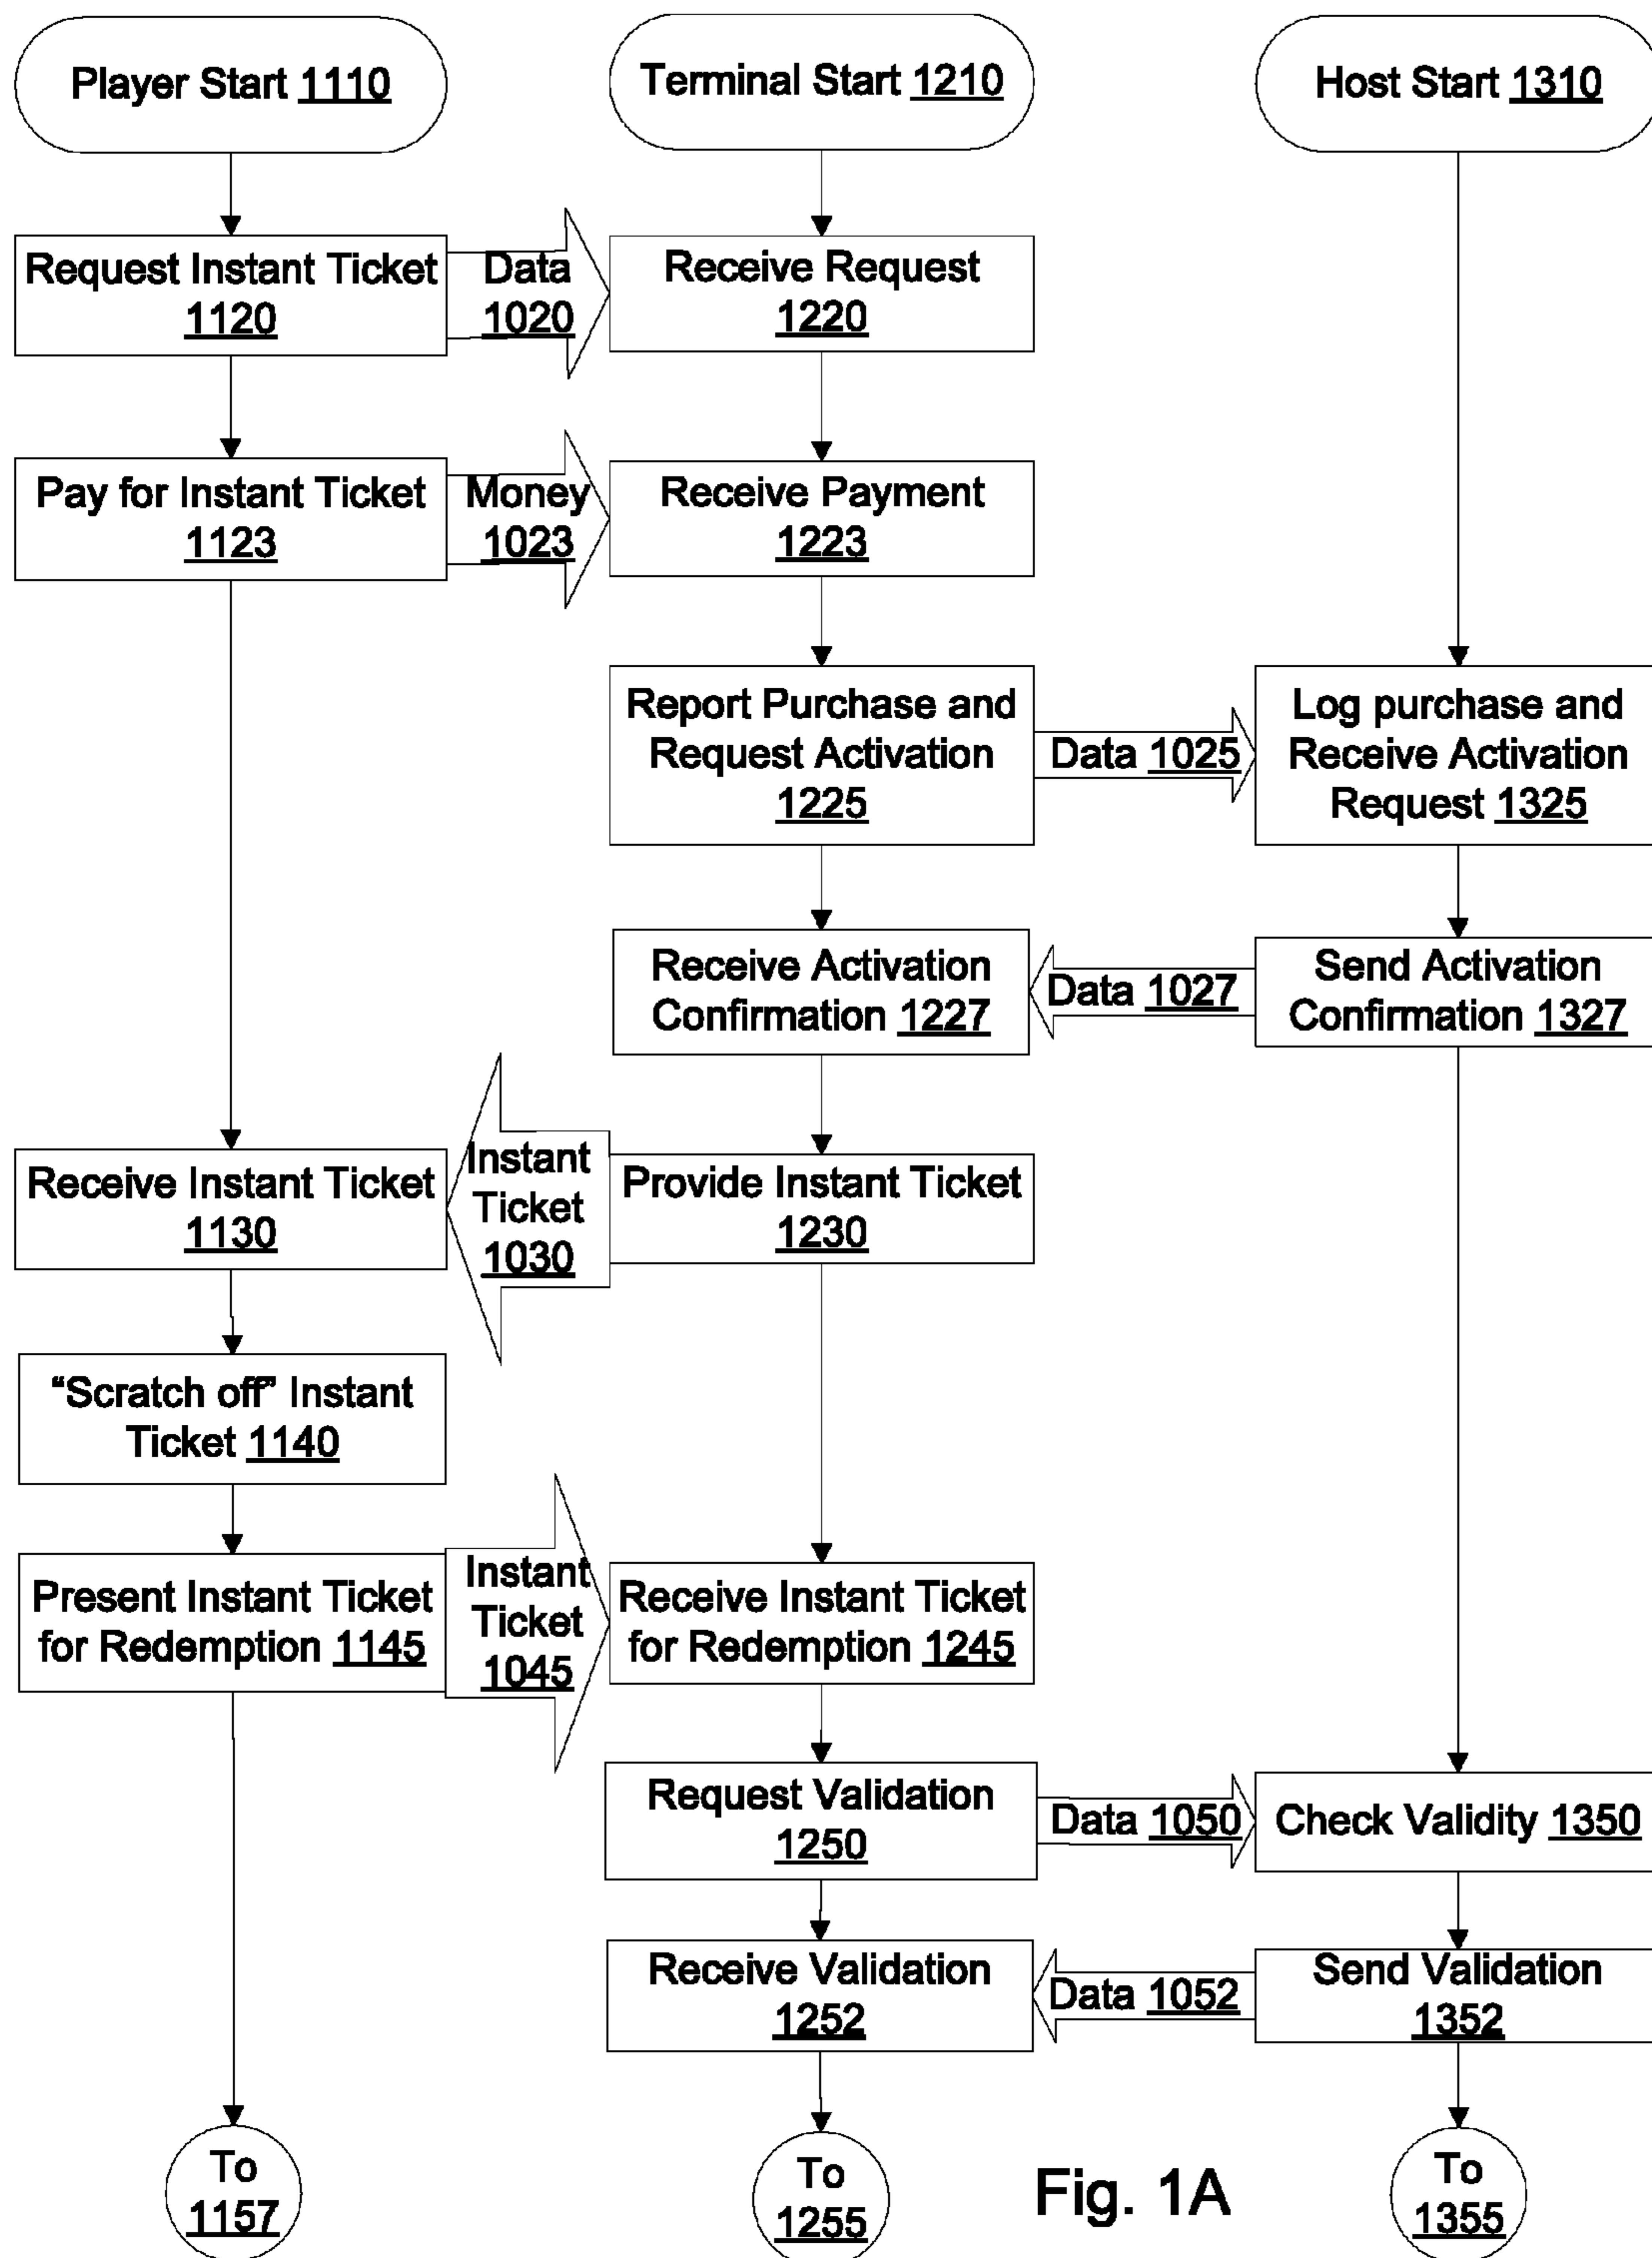 Player Start 1110
Terminal Start 1210
Host Start 1310
Request Instant Ticket
1120
Data
1020
Receive Request
1220
Pay for Instant Ticket
1123
Money
1023
Receive Payment
1223
Report Purchase and
Request Activation
1225
Data 1025
Log purchase and
Receive Activation
Request 1325
Receive Activation
Confirmation 1227
Data 1027
Send Activation
Confirmation 1327
Receive Instant Ticket
1130
Instant
Ticket
1030
Provide Instant Ticket
1230
“Scratch off” Instant
Ticket 1140
Present Instant Ticket
for Redemption 1145
Instant
Ticket
1045
Receive Instant Ticket
for Redemption 1245
Request Validation
1250
Data 1050
Check Validity 1350
Receive Validation
1252
Data 1052
Send Validation
1352
To
1157
To
1255
Fig. 1A
To
1355